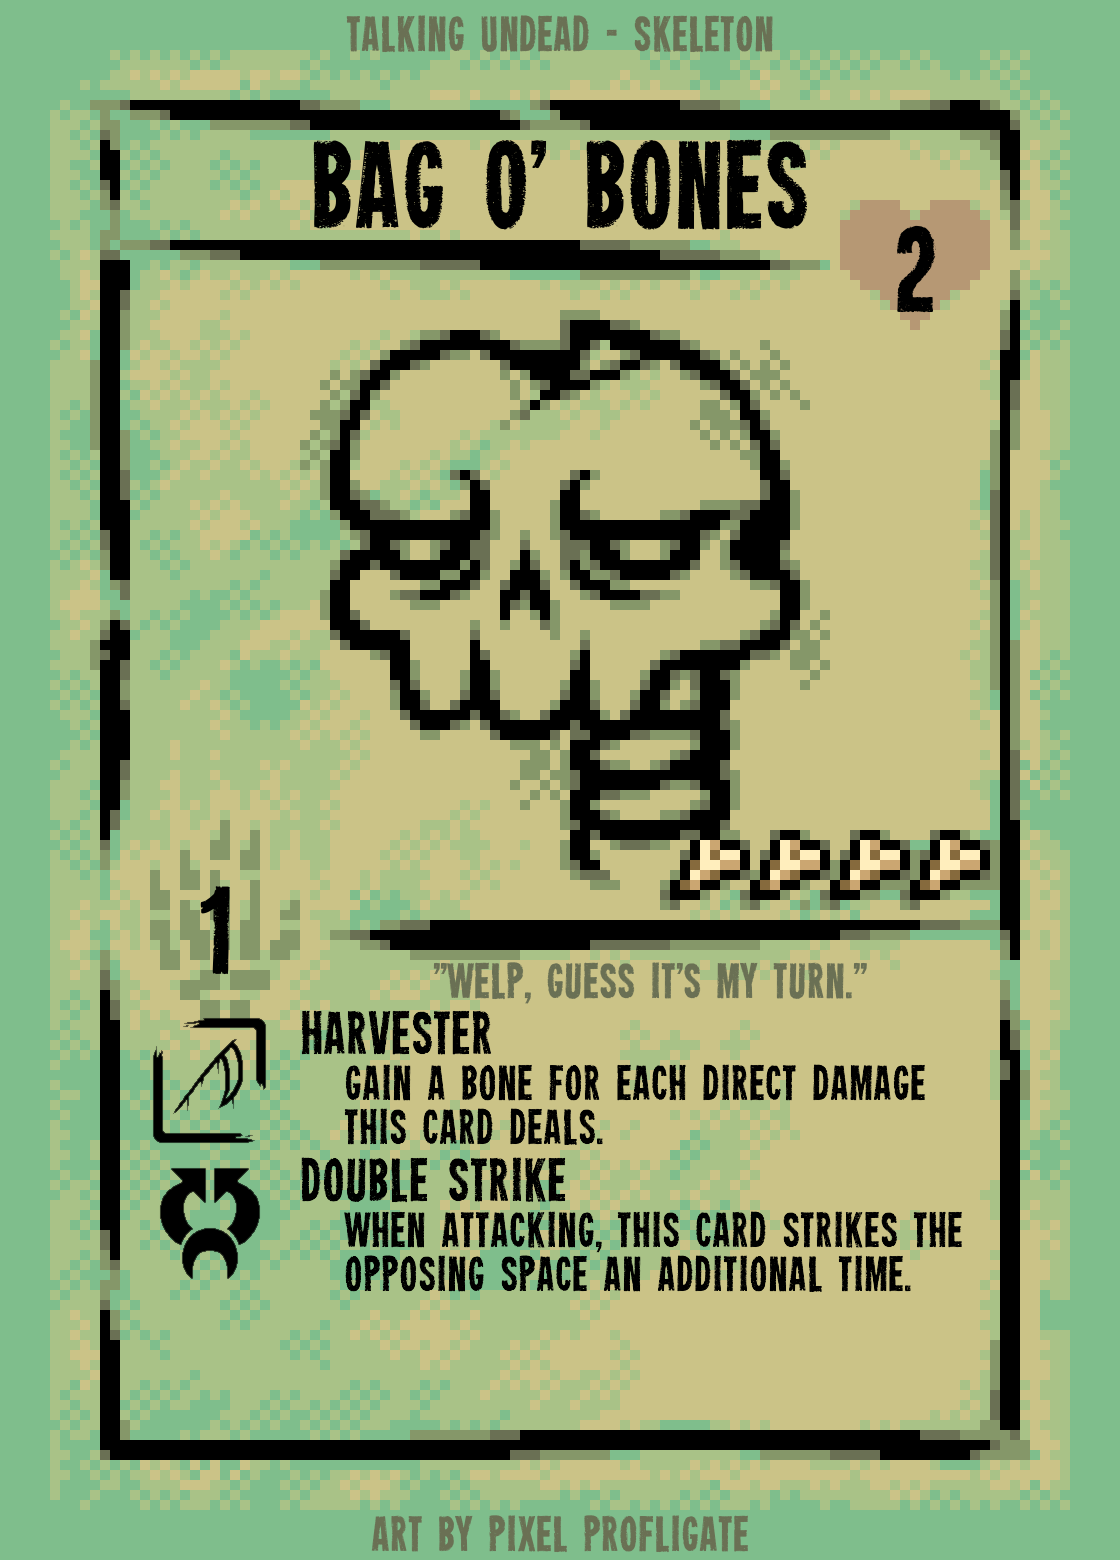 TALKING UNDEAD - SKELETON
BAG O' BONES
2
1
"WELP, GUESS IT'S MY TURN."
HARVESTER
GAIN A BONE FOR EACH DIRECT DAMAGE
THIS CARD DEALS.
DOUBLE STRIKE
WHEN ATTACKING, THIS CARD STRIKES THE
OPPOSING SPACE AN ADDITIONAL TIME.
ART BY PIXEL PROFLIGATE